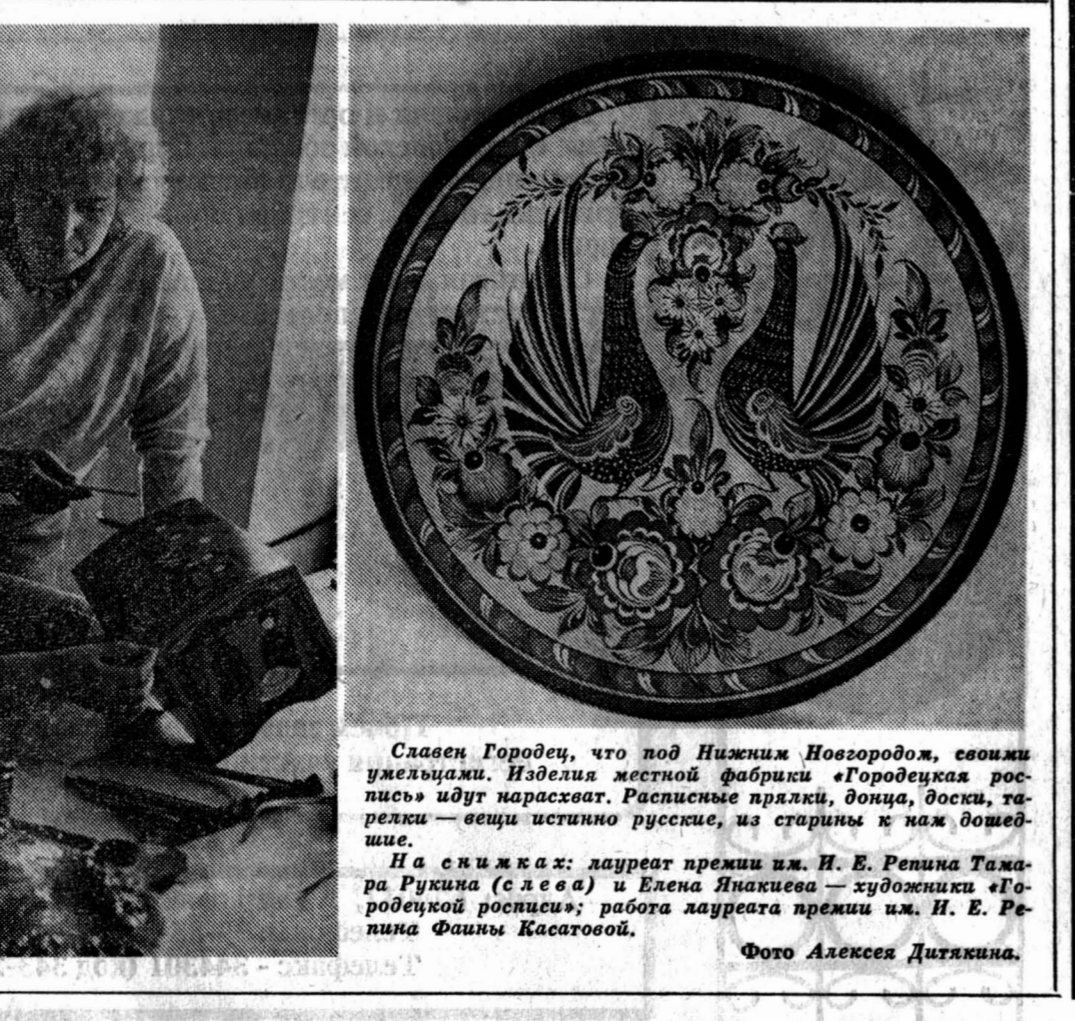 Славен Городец, что под Нижним Новгородом, своими
умельцами. Изделия местной фабрики «Городецкая рос-
пись» идут нарасхват. Расписные прялки, донца, доски, та-
релки — вещи истинно русские, из старины к нам дошед-
шие.
На снимках: лауреат премии им. И. Е. Репина Тама-
ра Рукина (слева) и Елена Янакиева — художники «Го-
родецкой росписи»; работа лауреата премии им. И. Е. Ре-
пина Фаины Касатовой.
Фото Алексея Дитякина.